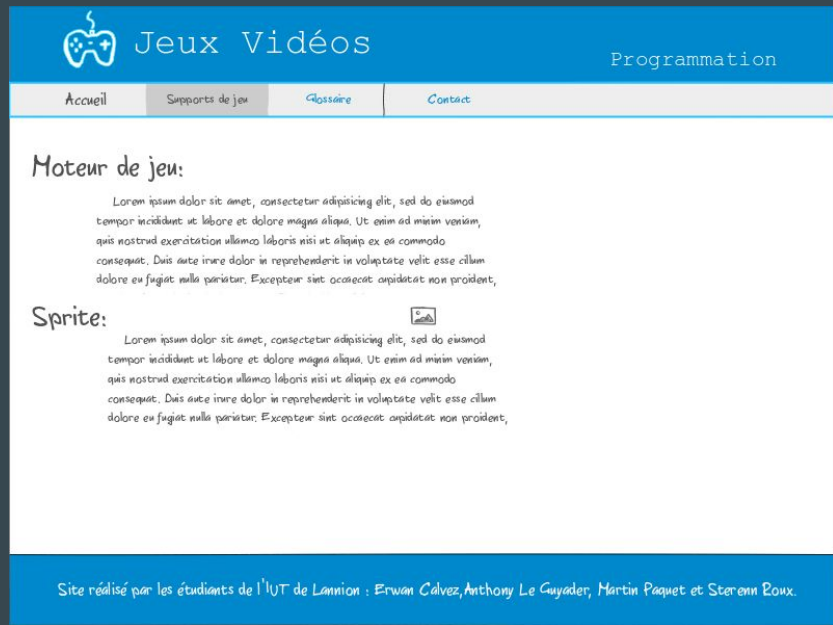 Jeux Vidéos
Programmation
Accueil
Supports de jeu
Glossaire
Contact
Moteur de jeu:
Lorem ipsum dolor sit amet, consectetur adipisicing elit, sed do eiusmod
tempor incididunt ut labore et dolore magna aliqua. Ut enim ad minim veniam,
quis nostrud exercitation ullamco laboris nisi ut aliquip ex ea commodo
consequat. Duis aute irure dolor in reprehenderit in voluptate velit esse cillum
dolore eu fugiat nulla pariatur. Excepteur sint occaecat cupidatat non proident,
Sprite:
Lorem ipsum dolor sit amet, consectetur adipisicing elit, sed do eiusmod
tempor incididunt ut labore et dolore magna aliqua. Ut enim ad minim veniam,
quis nostrud exercitation ullamco laboris nisi ut aliquip ex ea commodo
consequat. Duis aute irure dolor in reprehenderit in voluptate velit esse cillum
dolore eu fugiat nulla pariatur. Excepteur sint occaecat cupidatat non proident,
Site réalisé par les étudiants de l'IUT de Lannion : Erwan Calvez,Anthony Le Guyader, Martin Paquet et Sterenn Roux.